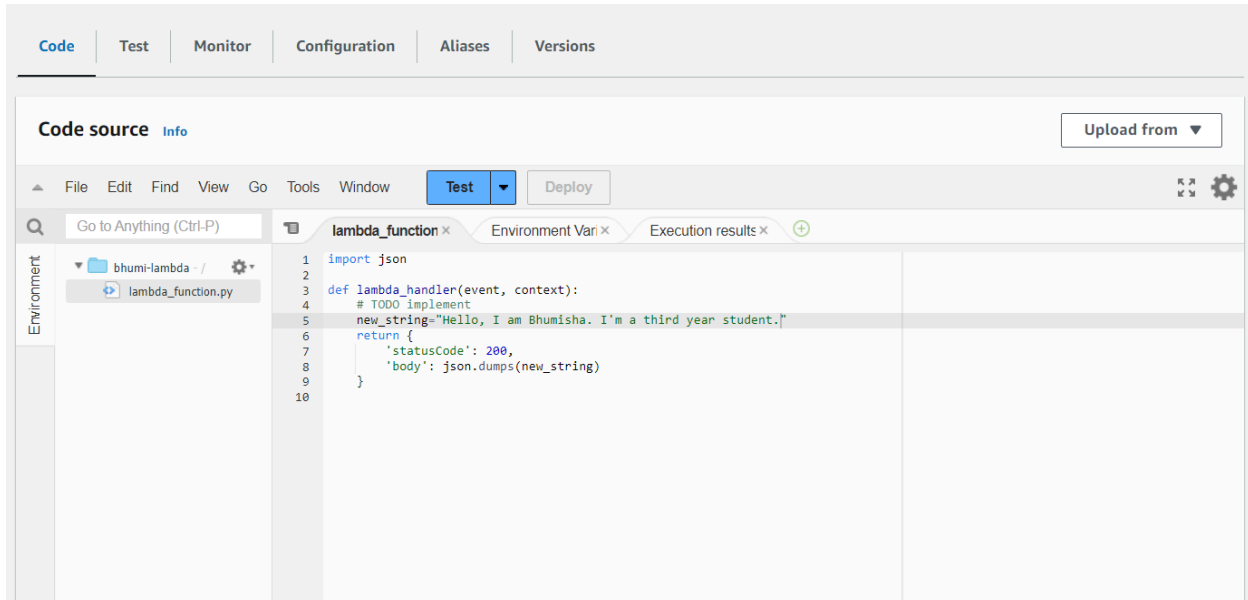 Code Test Monitor Configuration Aliases Versions
Code source Info
Upload from
File Edit Find View Go Tools Window Test Deploy
Go to Anything (Ctrl-P)
lambda_function Environment Vari Execution results
Environment
bhumi-lambda - /
lambda_function.py
1 import json
2
3 def lambda_handler(event, context):
4 # TODO implement
5 new_string="Hello, I am Bhumisha. I'm a third year student."
6 return {
7 'statusCode': 200,
8 'body': json.dumps(new_string)
9 }
10